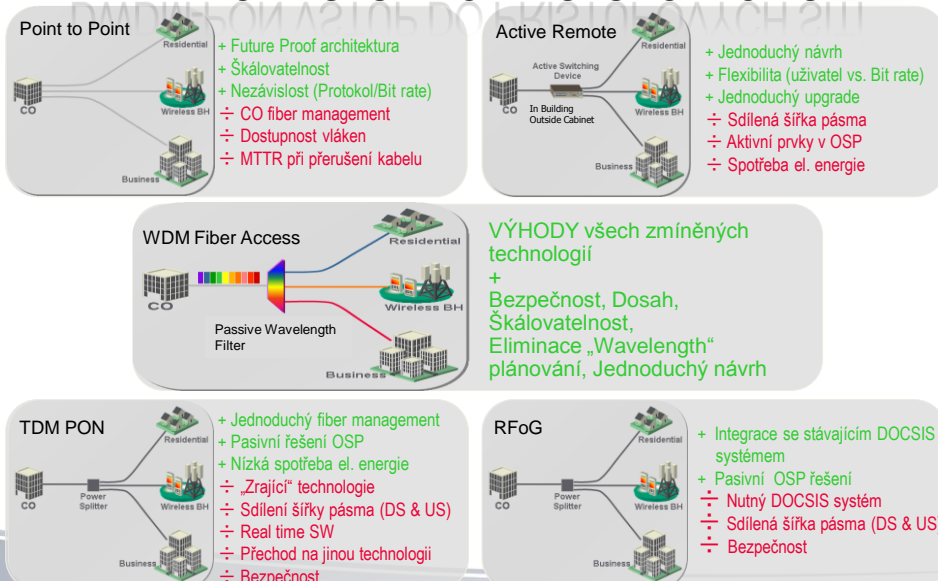 DWDM-PON VSTUP DO PŘÍSTUPOVÝCH SÍTÍ
Point to Point
Residential
CO
Wireless BH
Business
+ Future Proof architektura
+ Škálovatelnost
+ Nezávislost (Protokol/Bit rate)
÷ CO fiber management
÷ Dostupnost vláken
÷ MTTR při přerušení kabelu
Active Remote
Residential
Active Switching
Device
CO
In Building
Outside Cabinet
Wireless BH
Business
+ Jednoduchý návrh
+ Flexibilita (uživatel vs. Bit rate)
+ Jednoduchý upgrade
÷ Sdílená šířka pásma
÷ Aktivní prvky v OSP
÷ Spotřeba el. energie
WDM Fiber Access
Residential
CO
Wireless BH
Passive Wavelength
Filter
Business
VÝHODY všech zmíněných
technologií
+
Bezpečnost, Dosah,
Škálovatelnost,
Eliminace „Wavelength“
plánování, Jednoduchý návrh
TDM PON
Residential
CO
Power
Splitter
Wireless BH
Business
+ Jednoduchý fiber management
+ Pasivní řešení OSP
+ Nízká spotřeba el. energie
÷ „Zrající“ technologie
÷ Sdílení šířky pásma (DS & US)
÷ Real time SW
÷ Přechod na jinou technologii
÷ Bezpečnost
RFoG
Residential
CO
Power
Splitter
Wireless BH
Business
+ Integrace se stávajícím DOCSIS
systémem
+ Pasivní OSP řešení
÷ Nutný DOCSIS systém
÷ Sdílená šířka pásma (DS & US
÷ Bezpečnost